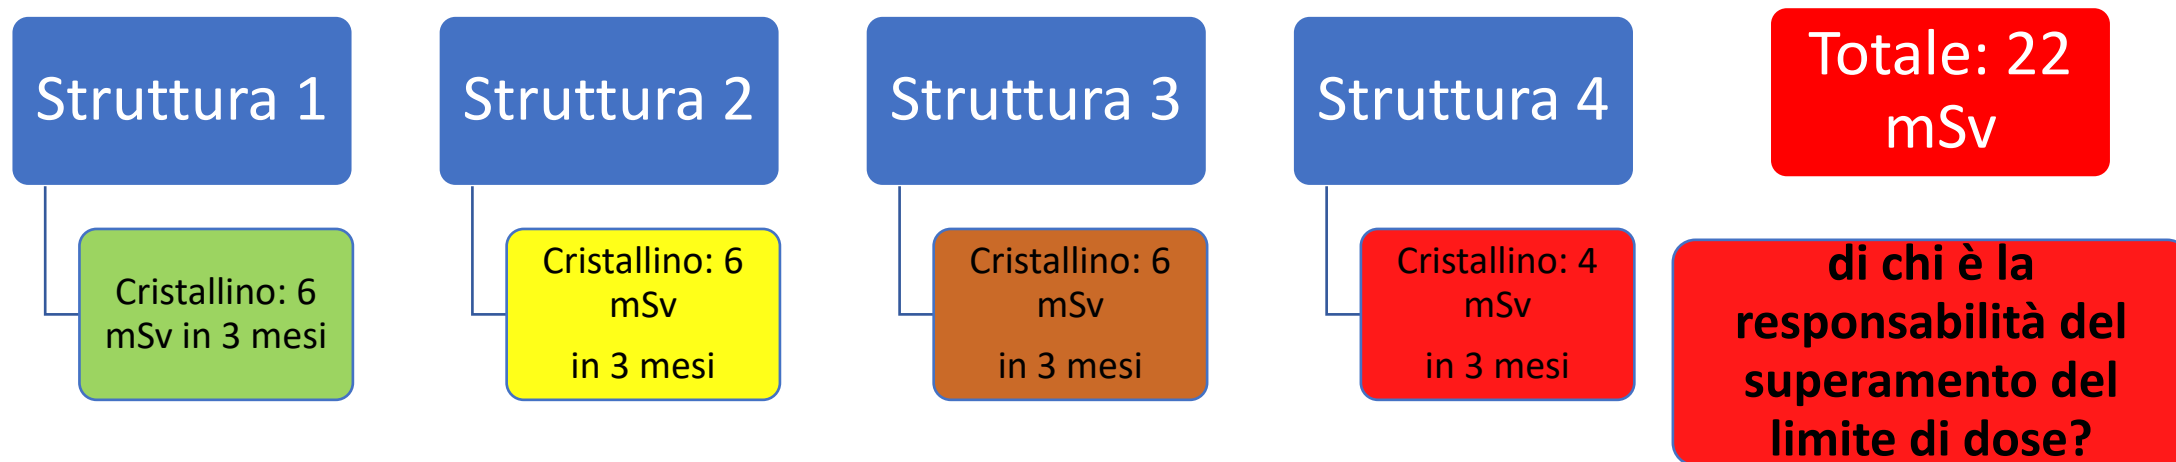 Struttura 1
Cristallino: 6
mSv in 3 mesi
Struttura 2
Cristallino: 6
mSv
in 3 mesi
Struttura 3
Cristallino: 6
mSv
in 3 mesi
Struttura 4
Cristallino: 4
mSv
in 3 mesi
Totale: 22
mSv
di chi è la
responsabilità del
superamento del
limite di dose?